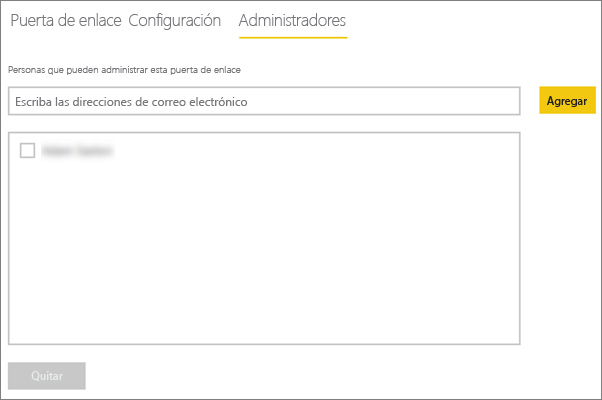 Puerta de enlace Configuración Administradores
Personas que pueden administrar esta puerta de enlace
Escriba las direcciones de correo electrónico
Agregar
Quitar